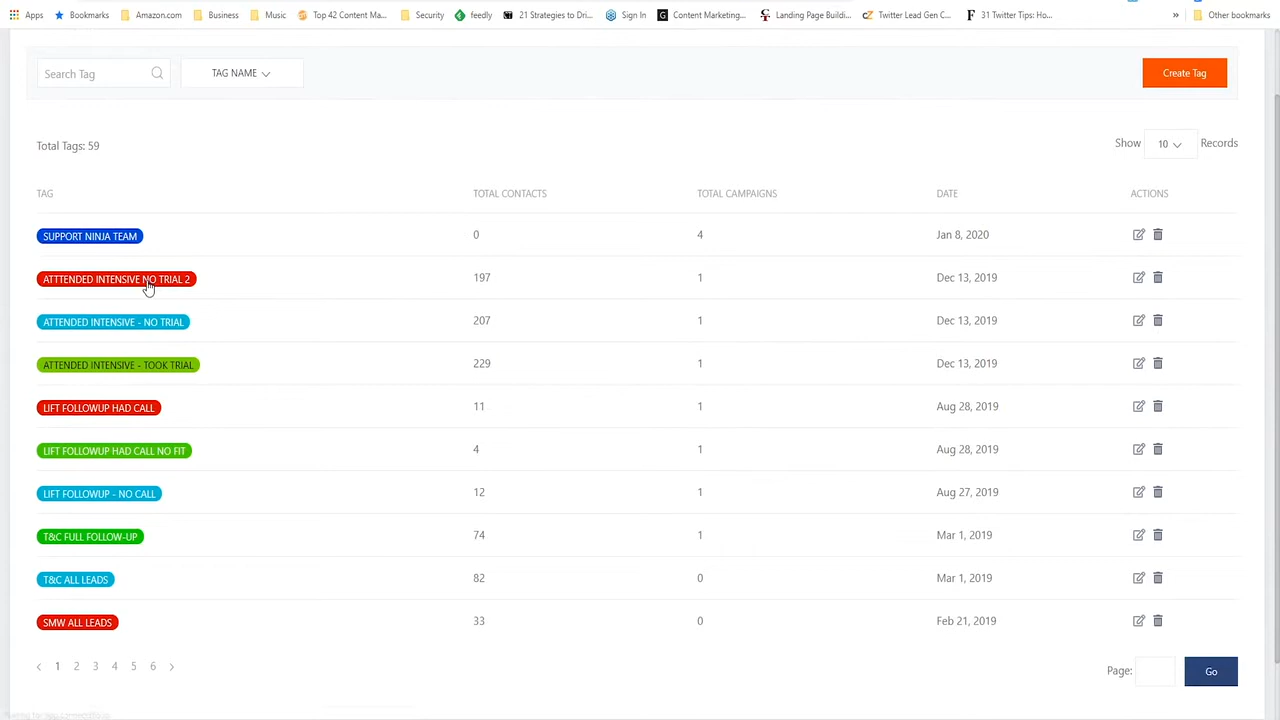 Apps Bookmarks Amazon.com Business Music Top 42 Content Ma... Security feedly 21 Strategies to Dri... Sign In Content Marketing... Landing Page Buildi... Twitter Lead Gen C... 31 Twitter Tips: Ho... » Other bookmarks
Search Tag TAG NAME Create Tag
Total Tags: 59 Show 10 Records
TAG TOTAL CONTACTS TOTAL CAMPAIGNS DATE ACTIONS
SUPPORT NINJA TEAM 0 4 Jan 8, 2020
ATTTENDED INTENSIVE NO TRIAL 2 197 1 Dec 13, 2019
ATTENDED INTENSIVE - NO TRIAL 207 1 Dec 13, 2019
ATTENDED INTENSIVE - TOOK TRIAL 229 1 Dec 13, 2019
LIFT FOLLOWUP HAD CALL 11 1 Aug 28, 2019
LIFT FOLLOWUP HAD CALL NO FIT 4 1 Aug 28, 2019
LIFT FOLLOWUP - NO CALL 12 1 Aug 27, 2019
T&C FULL FOLLOW-UP 74 1 Mar 1, 2019
T&C ALL LEADS 82 0 Mar 1, 2019
SMW ALL LEADS 33 0 Feb 21, 2019
‹ 1 2 3 4 5 6 › Page: Go